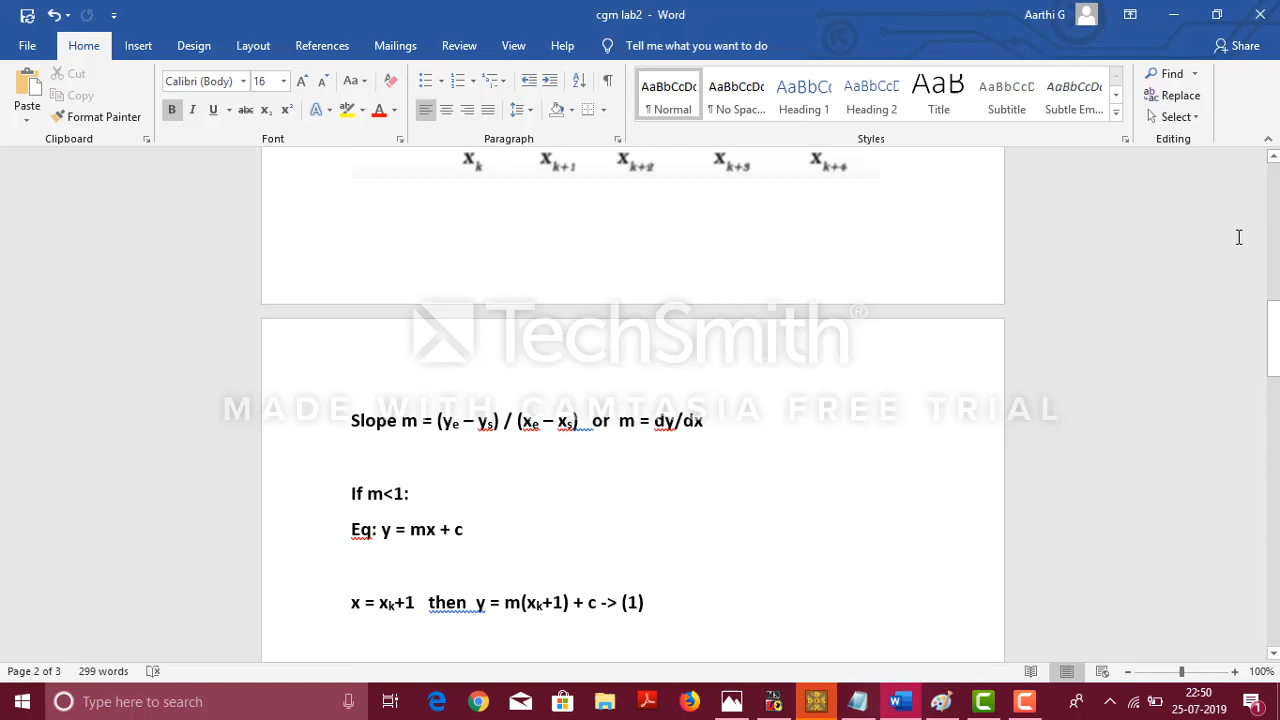 cgm lab2 - Word
Aarthi G
File Home Insert Design Layout References Mailings Review View Help Tell me what you want to do Share
Paste
Cut
Copy
Format Painter
Clipboard
Calibri (Body) 16
Aa
B I U abc x₂ x²
Font
Paragraph
AaBbCcDc AaBbCcDc AaBbCc AaBbCcC AaB AaBbCcD AaBbCcDc
¶ Normal ¶ No Spac... Heading 1 Heading 2 Title Subtitle Subtle Em...
Styles
Find
Replace
Select
Editing
xₖ xₖ₊₁ xₖ₊₂ xₖ₊₃ xₖ₊₄
TechSmith®
MADE WITH CAMTASIA FREE TRIAL
Slope m = (yₑ – yₛ) / (xₑ – xₛ) or m = dy/dx
If m<1:
Eq: y = mx + c
x = xₖ+1 then y = m(xₖ+1) + c -> (1)
Page 2 of 3 299 words 100%
Type here to search
22:50
25-07-2019
1